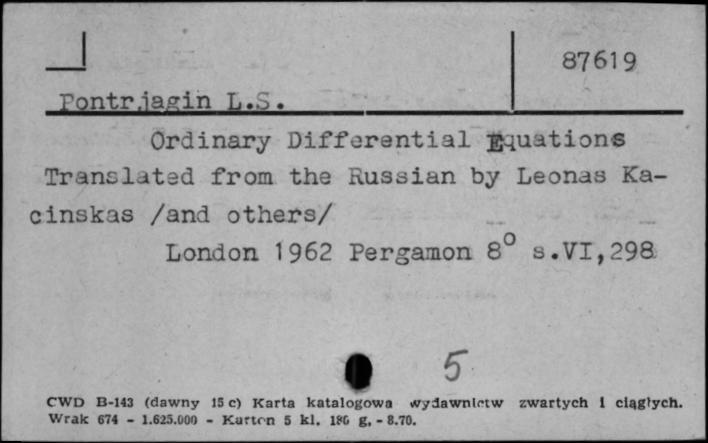 87619
Pontrjagin L.S.
Ordinary Differential Equations
Translated from the Russian by Leonas Ka-
cinskas /and others/
London 1962 Pergamon 8° s.VI,298
5
CWD B-143 (dawny 15 c) Karta katalogowa wydawnictw zwartych i ciągłych.
Wrak 674 - 1.625.000 - Karton 5 kl. 180 g. - 8.70.